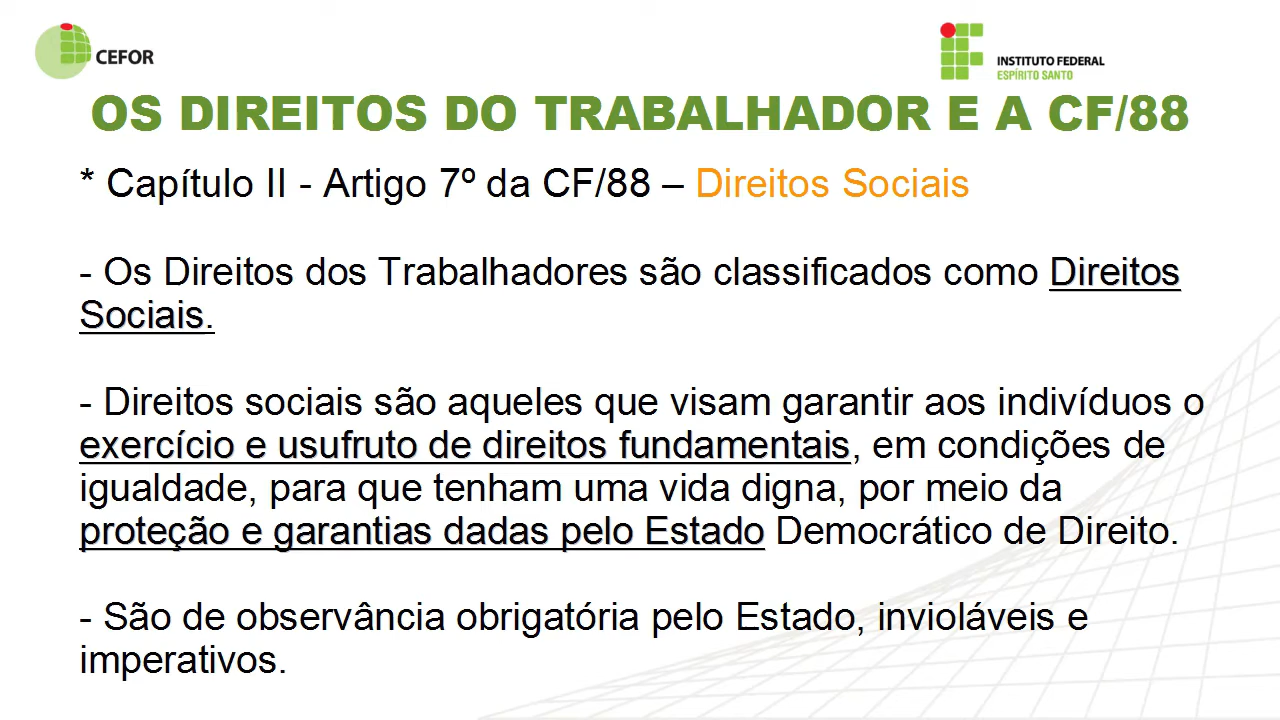 CEFOR
INSTITUTO FEDERAL
ESPÍRITO SANTO
OS DIREITOS DO TRABALHADOR E A CF/88
* Capítulo II - Artigo 7º da CF/88 – Direitos Sociais
- Os Direitos dos Trabalhadores são classificados como Direitos
Sociais.
- Direitos sociais são aqueles que visam garantir aos indivíduos o
exercício e usufruto de direitos fundamentais, em condições de
igualdade, para que tenham uma vida digna, por meio da
proteção e garantias dadas pelo Estado Democrático de Direito.
- São de observância obrigatória pelo Estado, invioláveis e
imperativos.